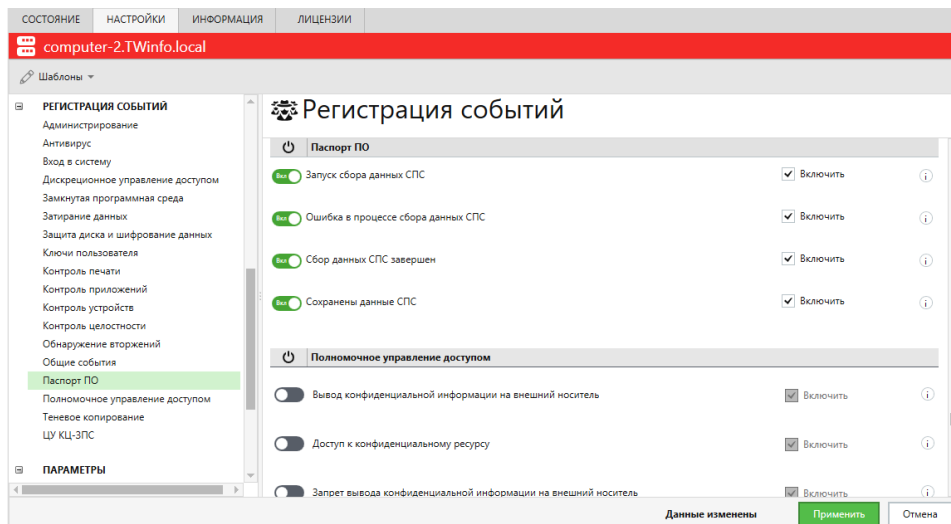 СОСТОЯНИЕ НАСТРОЙКИ ИНФОРМАЦИЯ ЛИЦЕНЗИИ
computer-2.TWinfo.local
Шаблоны
РЕГИСТРАЦИЯ СОБЫТИЙ
Администрирование
Антивирус
Вход в систему
Дискреционное управление доступом
Замкнутая программная среда
Затирание данных
Защита диска и шифрование данных
Ключи пользователя
Контроль печати
Контроль приложений
Контроль устройств
Контроль целостности
Обнаружение вторжений
Общие события
Паспорт ПО
Полномочное управление доступом
Теневое копирование
ЦУ КЦ-ЗПС
ПАРАМЕТРЫ
Регистрация событий
Паспорт ПО
Вкл Запуск сбора данных СПС Включить
Вкл Ошибка в процессе сбора данных СПС Включить
Вкл Сбор данных СПС завершен Включить
Вкл Сохранены данные СПС Включить
Полномочное управление доступом
Вывод конфиденциальной информации на внешний носитель Включить
Доступ к конфиденциальному ресурсу Включить
Запрет вывода конфиденциальной информации на внешний носитель Включить
Данные изменены Применить Отмена